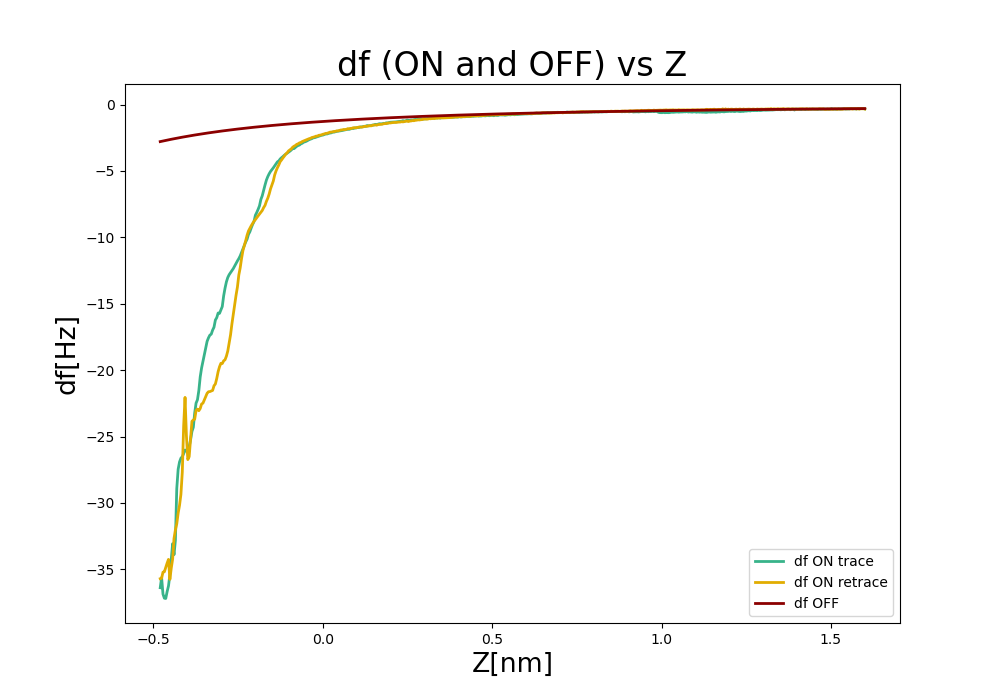 df (ON and OFF) vs Z
df[Hz]
0
−5
−10
−15
−20
−25
−30
−35
−0.5
0.0
0.5
1.0
1.5
Z[nm]
df ON trace
df ON retrace
df OFF